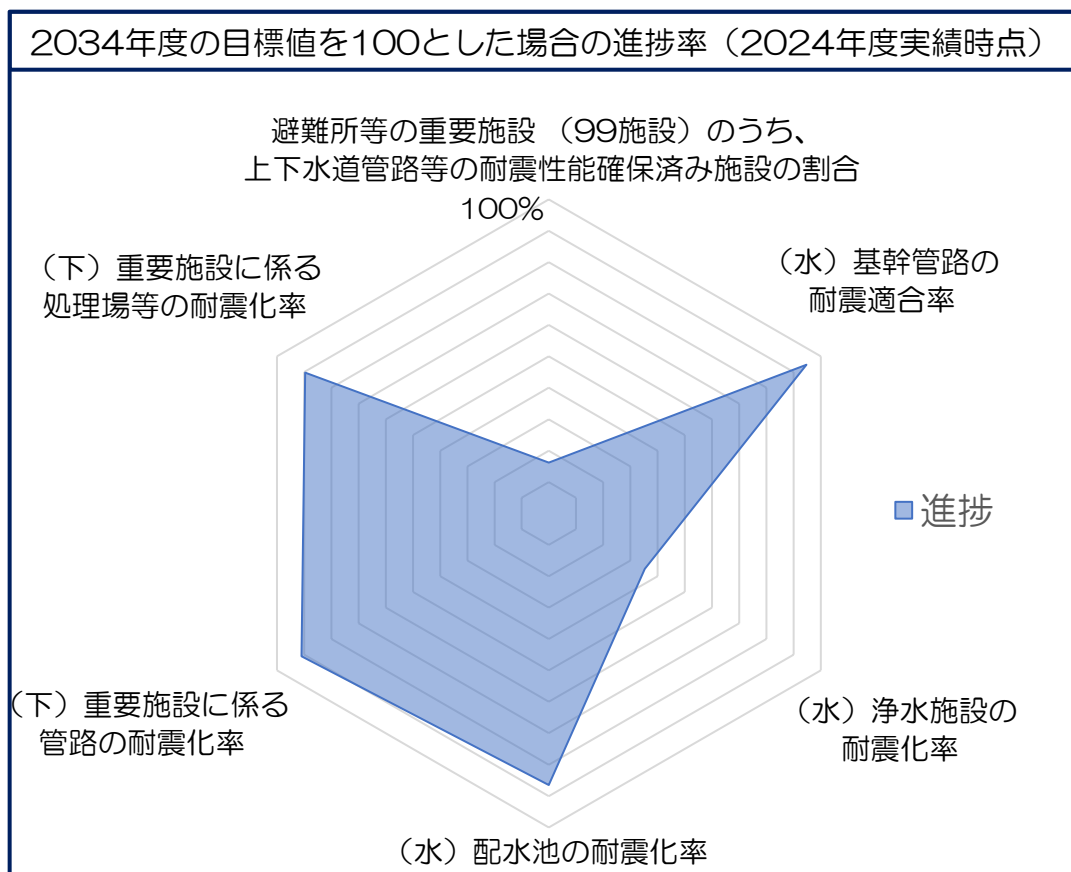 2034年度の目標値を100とした場合の進捗率（2024年度実績時点）
避難所等の重要施設 （99施設）のうち、
上下水道管路等の耐震性能確保済み施設の割合
100%
（水）基幹管路の
耐震適合率
（水）浄水施設の
耐震化率
（水）配水池の耐震化率
（下）重要施設に係る
管路の耐震化率
（下）重要施設に係る
処理場等の耐震化率
進捗